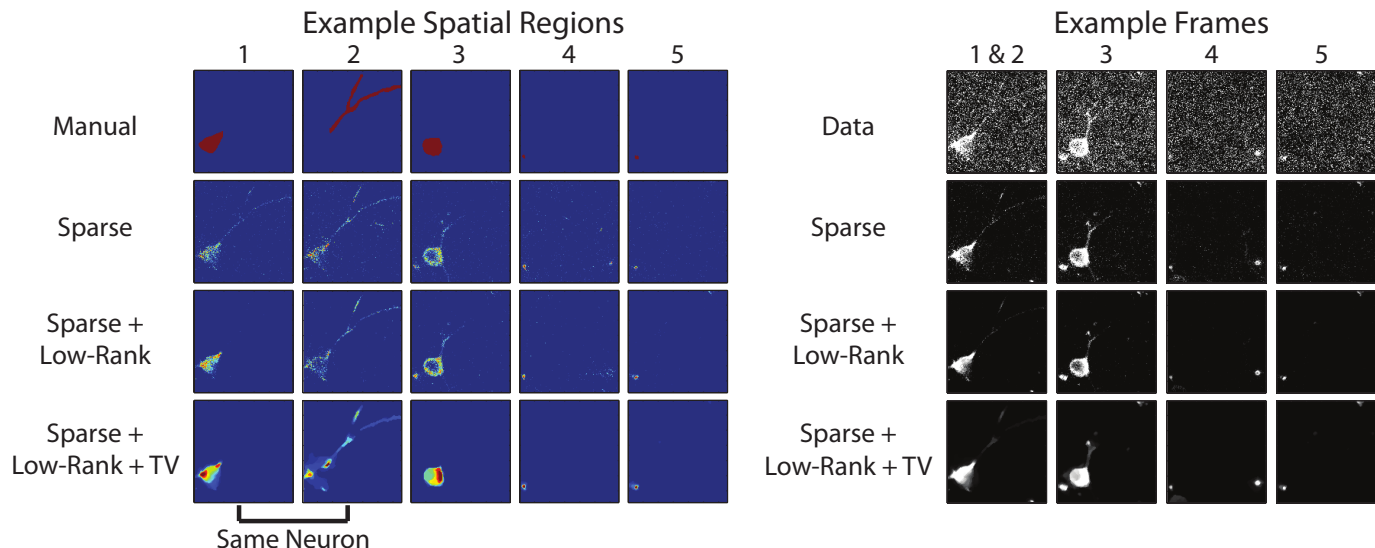 Example Spatial Regions
Example Frames
1 2 3 4 5
1 & 2 3 4 5
Manual
Data
Sparse
Sparse
Sparse +
Low-Rank
Sparse +
Low-Rank
Sparse +
Low-Rank + TV
Sparse +
Low-Rank + TV
Same Neuron